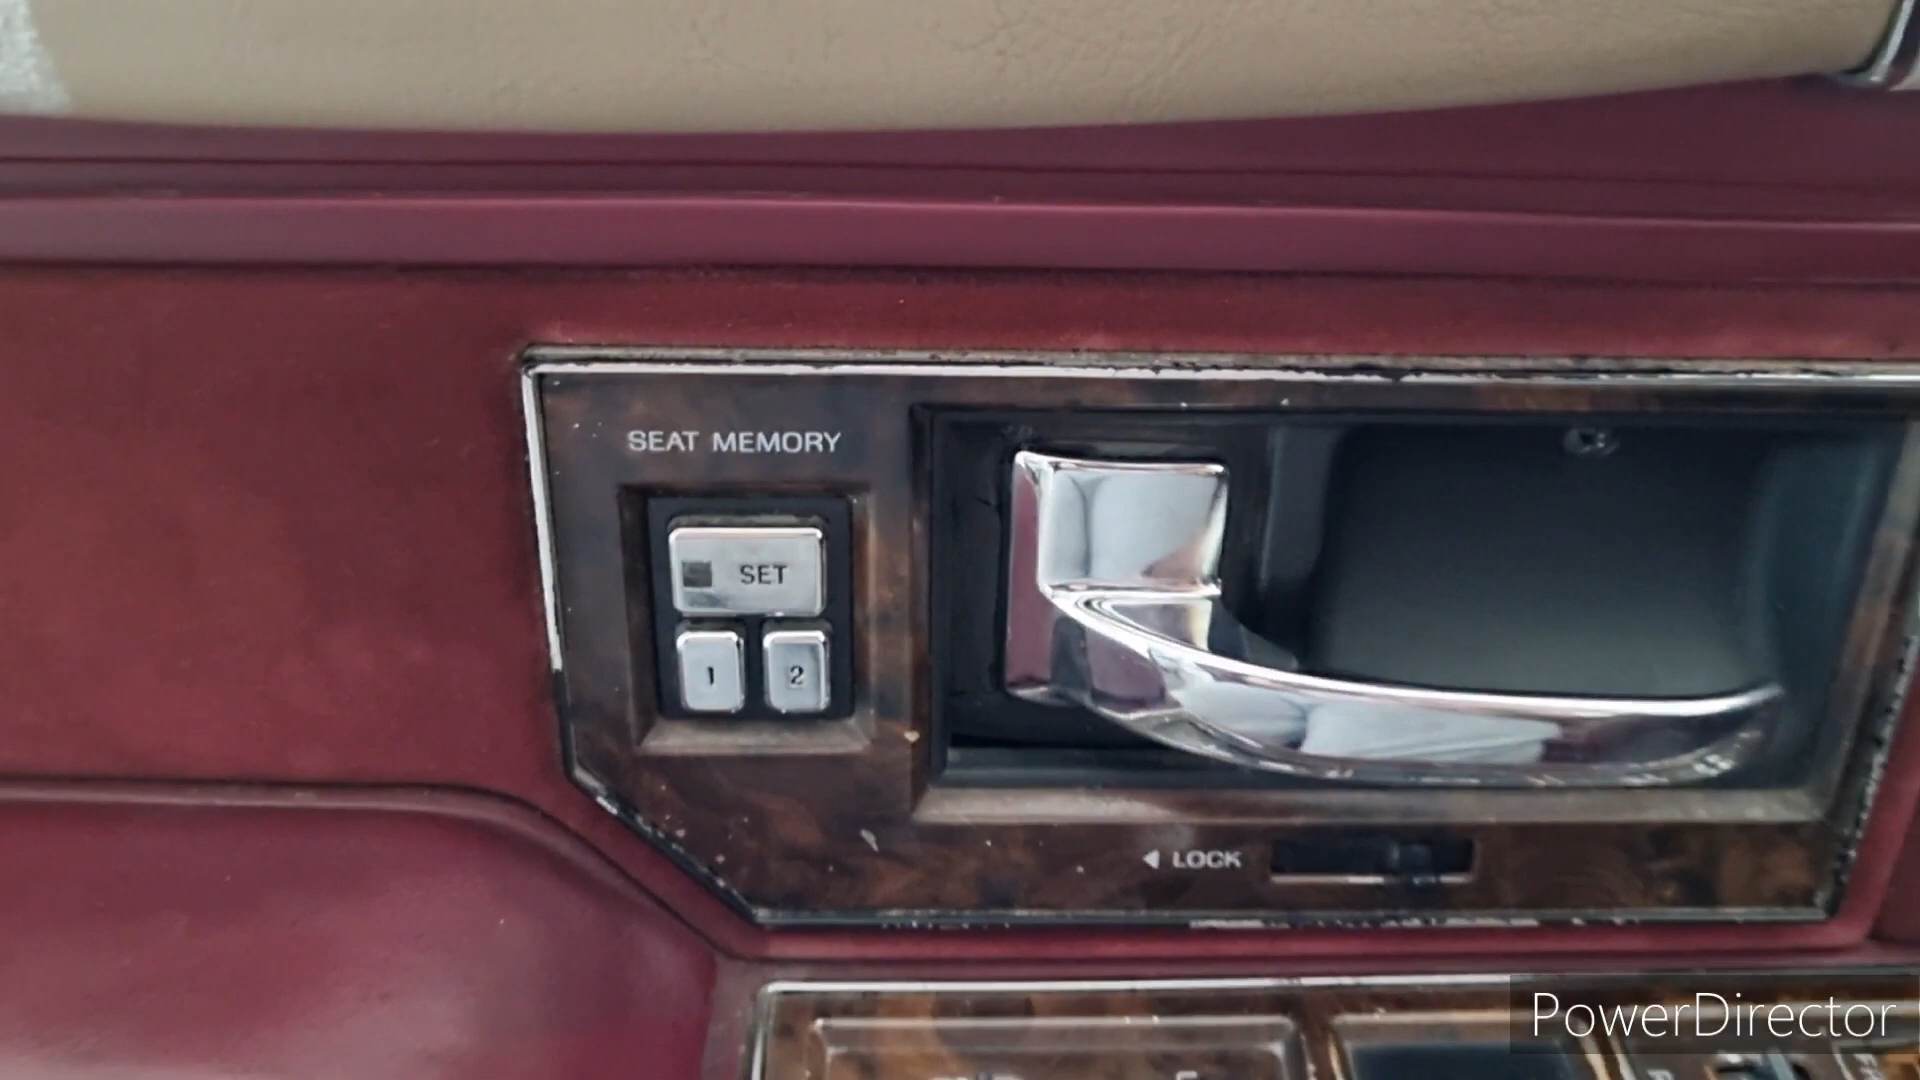 SEAT MEMORY
SET
1 2
◄ LOCK
PowerDirector